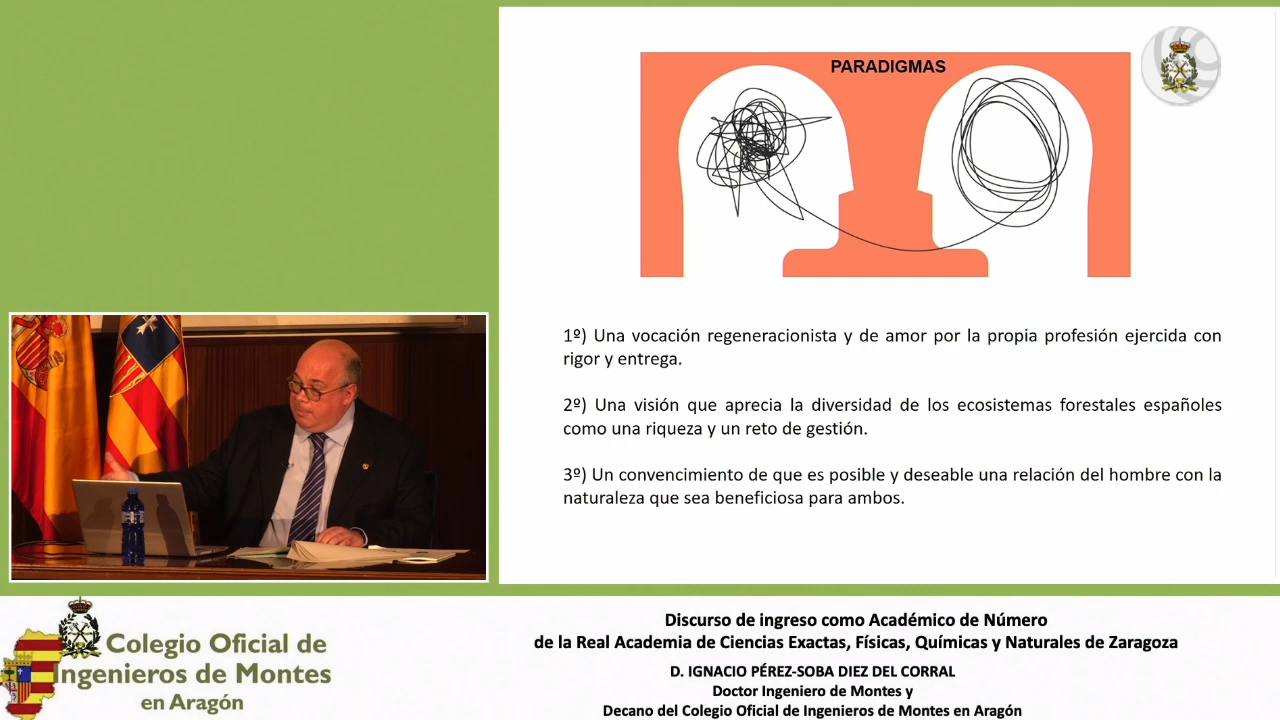 PARADIGMAS
1º) Una vocación regeneracionista y de amor por la propia profesión ejercida con
rigor y entrega.
2º) Una visión que aprecia la diversidad de los ecosistemas forestales españoles
como una riqueza y un reto de gestión.
3º) Un convencimiento de que es posible y deseable una relación del hombre con la
naturaleza que sea beneficiosa para ambos.
Colegio Oficial de
Ingenieros de Montes
en Aragón
Discurso de ingreso como Académico de Número
de la Real Academia de Ciencias Exactas, Físicas, Químicas y Naturales de Zaragoza
D. IGNACIO PÉREZ-SOBA DIEZ DEL CORRAL
Doctor Ingeniero de Montes y
Decano del Colegio Oficial de Ingenieros de Montes en Aragón